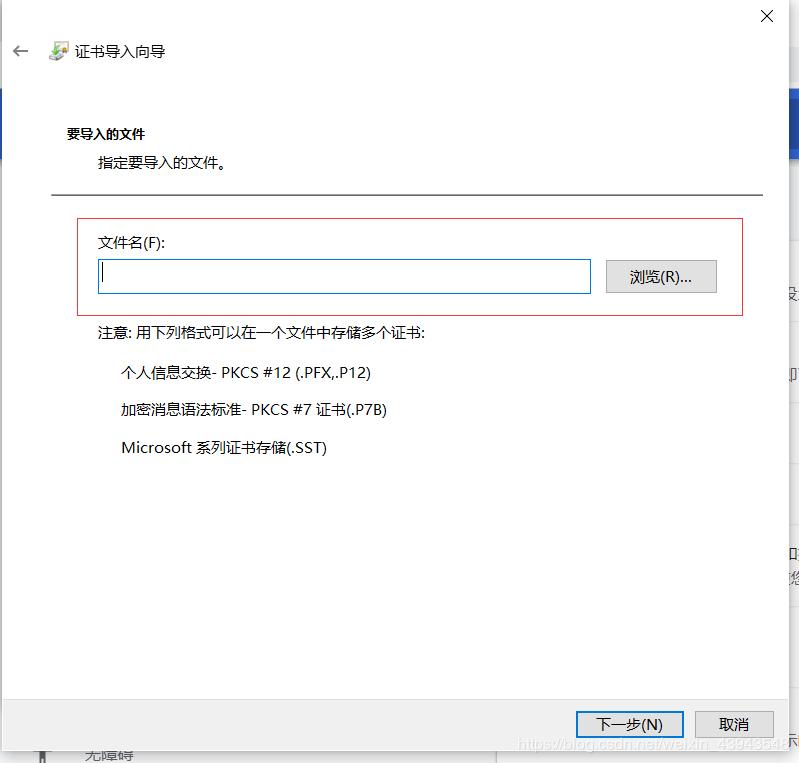 证书导入向导
要导入的文件
指定要导入的文件。
文件名(F):
浏览(R)...
注意: 用下列格式可以在一个文件中存储多个证书:
个人信息交换- PKCS #12 (.PFX,.P12)
加密消息语法标准- PKCS #7 证书(.P7B)
Microsoft 系列证书存储(.SST)
下一步(N)
取消
https://blog.csdn.net/weixin_43943548
无障碍